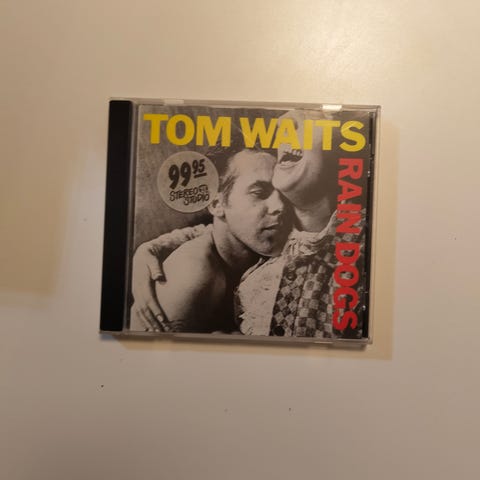 TOM WAITS
RAIN DOGS
99 95
STEREO
STUDIO